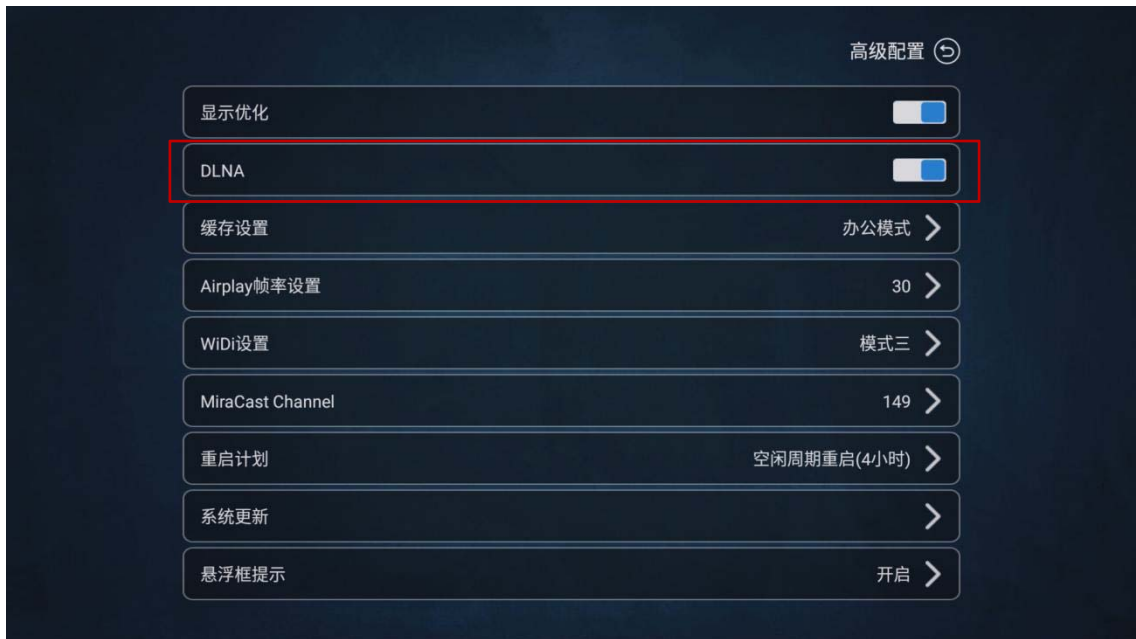 高级配置
显示优化
DLNA
缓存设置 办公模式
Airplay帧率设置 30
WiDi设置 模式三
MiraCast Channel 149
重启计划 空闲周期重启(4小时)
系统更新
悬浮框提示 开启